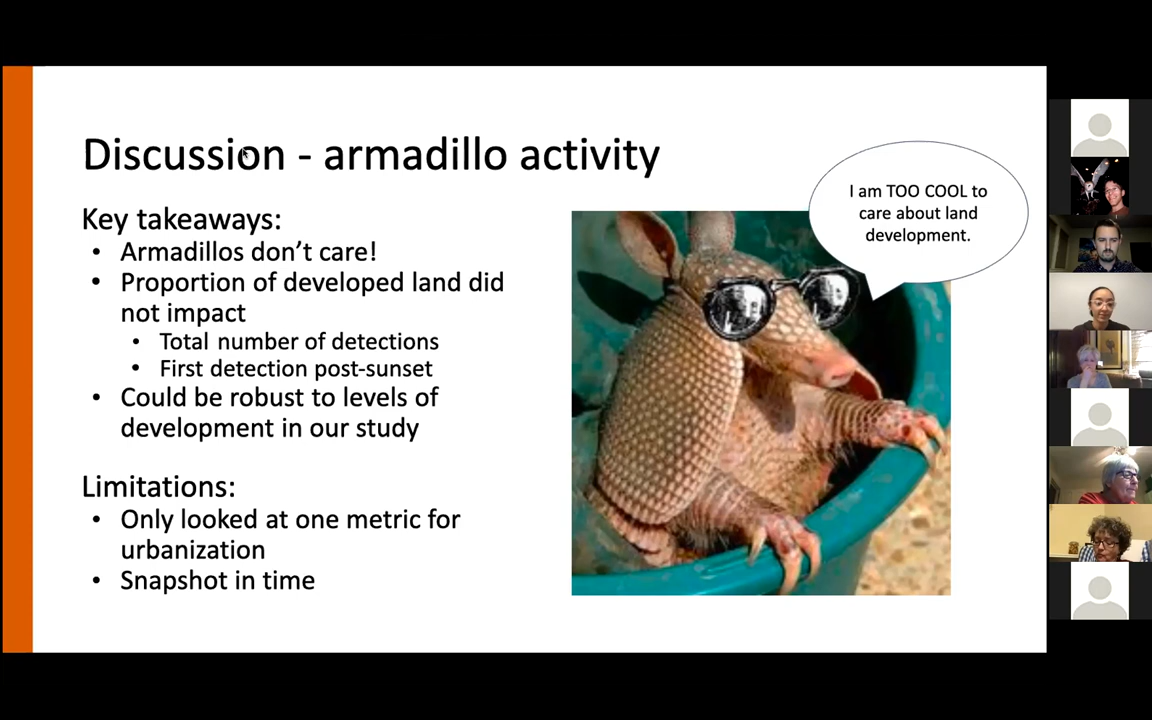 Discussion - armadillo activity
Key takeaways:
• Armadillos don't care!
• Proportion of developed land did
not impact
• Total number of detections
• First detection post-sunset
• Could be robust to levels of
development in our study
Limitations:
• Only looked at one metric for
urbanization
• Snapshot in time
I am TOO COOL to
care about land
development.